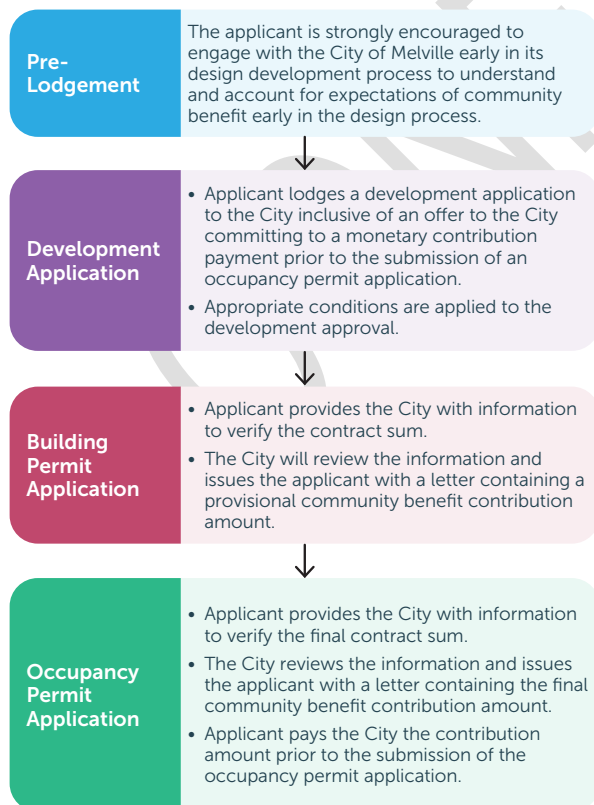 Pre-
Lodgement
The applicant is strongly encouraged to
engage with the City of Melville early in its
design development process to understand
and account for expectations of community
benefit early in the design process.
Development
Application
• Applicant lodges a development application
to the City inclusive of an offer to the City
committing to a monetary contribution
payment prior to the submission of an
occupancy permit application.
• Appropriate conditions are applied to the
development approval.
Building
Permit
Application
• Applicant provides the City with information
to verify the contract sum.
• The City will review the information and
issues the applicant with a letter containing a
provisional community benefit contribution
amount.
Occupancy
Permit
Application
• Applicant provides the City with information
to verify the final contract sum.
• The City reviews the information and issues
the applicant with a letter containing the final
community benefit contribution amount.
• Applicant pays the City the contribution
amount prior to the submission of the
occupancy permit application.